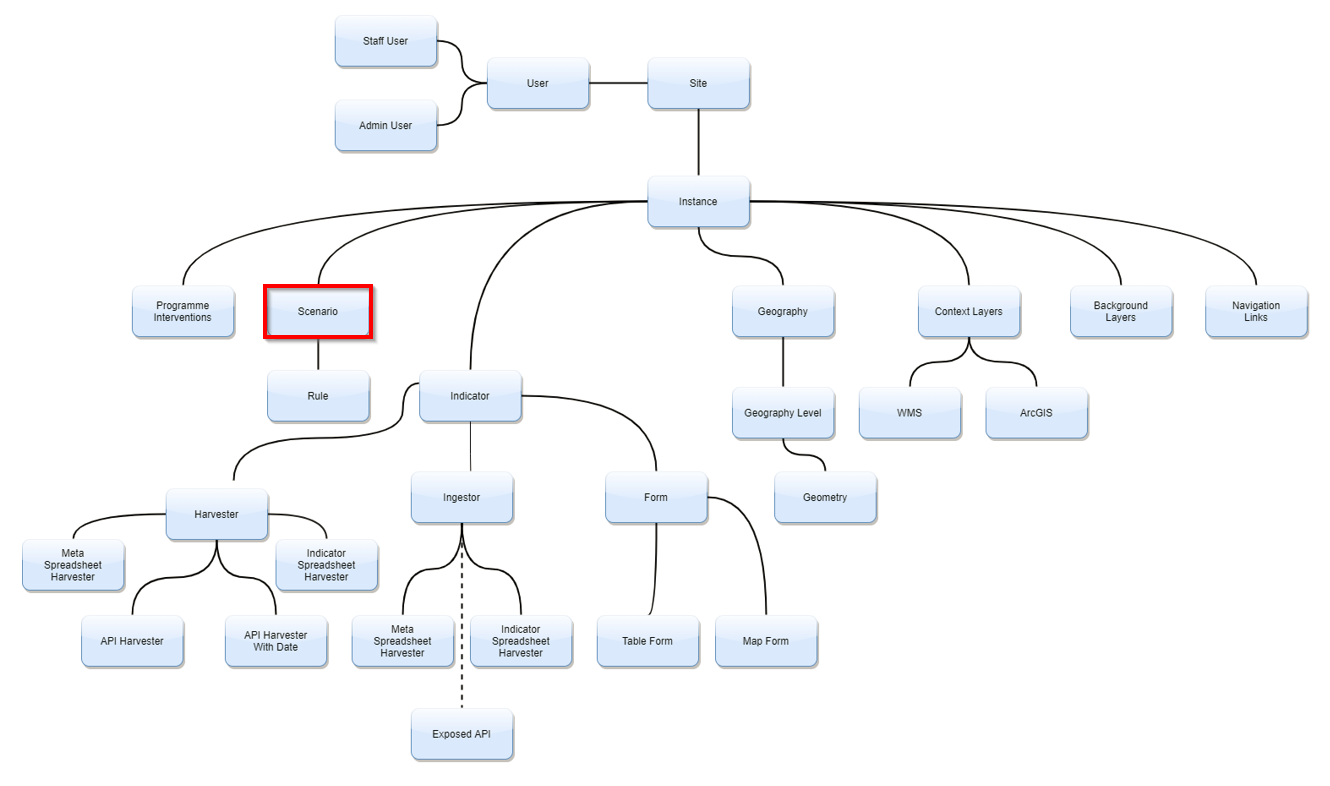 Staff User
User
Site
Admin User
Instance
Programme
Interventions
Scenario
Geography
Context Layers
Background
Layers
Navigation
Links
Rule
Indicator
Geography Level
WMS
ArcGIS
Harvester
Ingestor
Form
Geometry
Meta
Spreadsheet
Harvester
Indicator
Spreadsheet
Harvester
API Harvester
API Harvester
With Date
Meta
Spreadsheet
Harvester
Indicator
Spreadsheet
Harvester
Table Form
Map Form
Exposed API